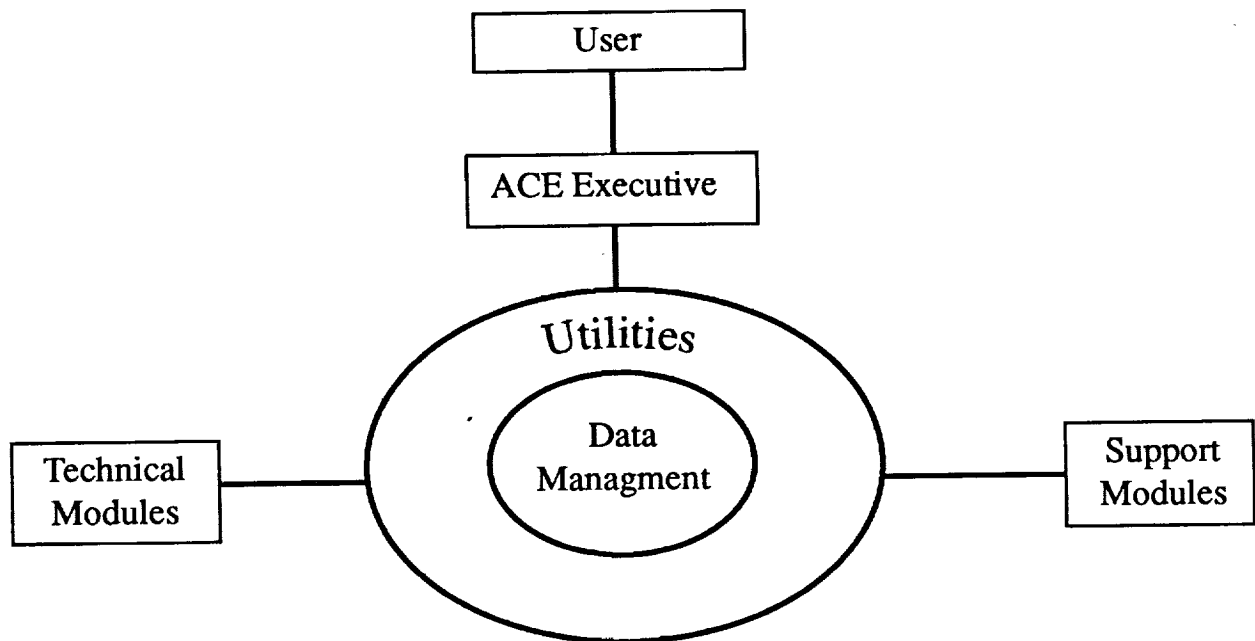 User
ACE Executive
Utilities
Data
Managment
Technical
Modules
Support
Modules